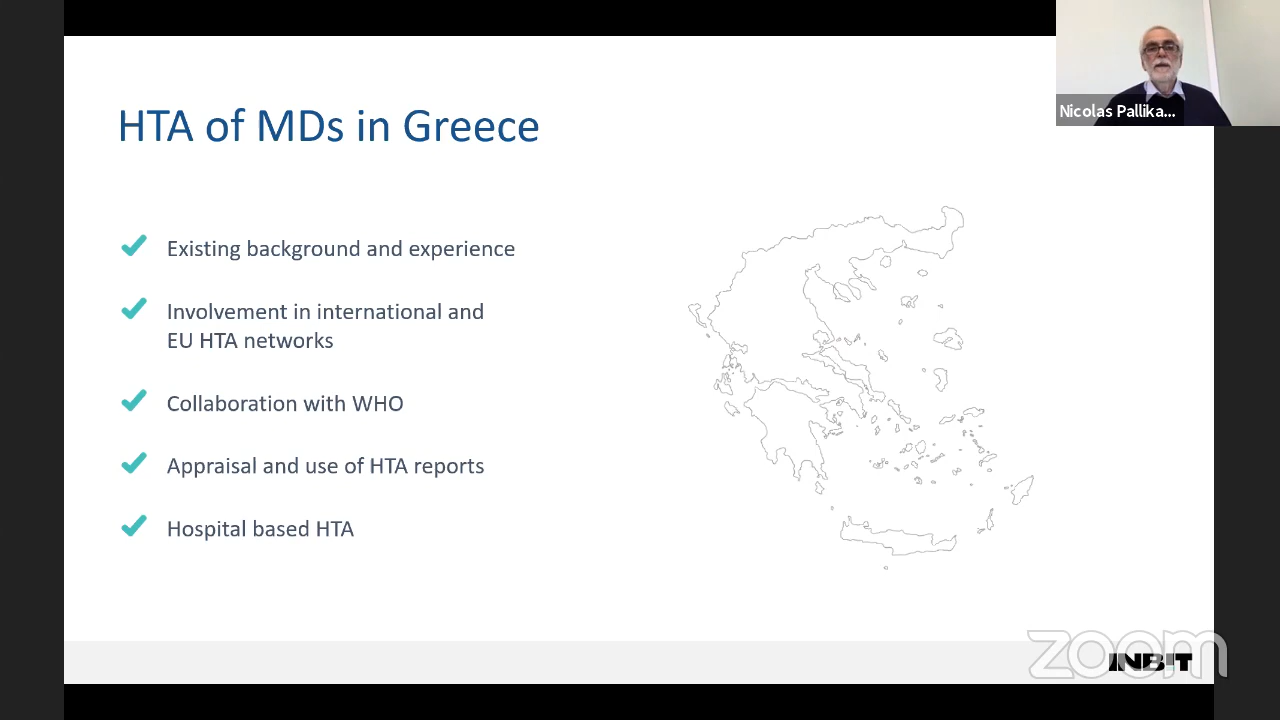 HTA of MDs in Greece
Nicolas Pallika...
Existing background and experience
Involvement in international and
EU HTA networks
Collaboration with WHO
Appraisal and use of HTA reports
Hospital based HTA
zoom
INB!T